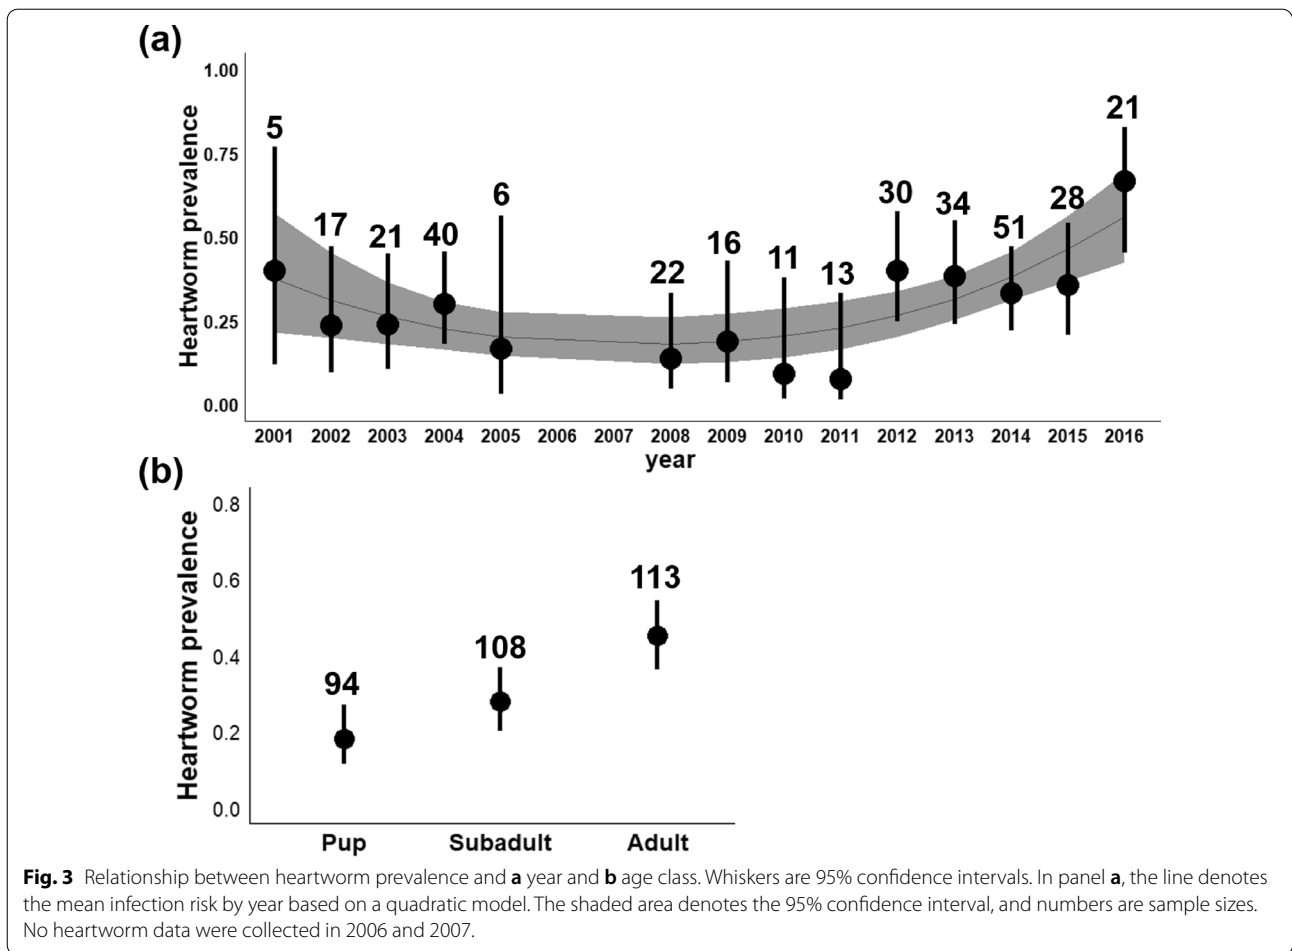 (a)
1.00
0.75
0.50
0.25
0.00
Heartworm prevalence
5
17
21
40
6
22
16
11
13
30
34
51
28
21
2001 2002 2003 2004 2005 2006 2007 2008 2009 2010 2011 2012 2013 2014 2015 2016
year
(b)
0.8
0.6
0.4
0.2
0.0
Heartworm prevalence
94
108
113
Pup Subadult Adult
Fig. 3 Relationship between heartworm prevalence and a year and b age class. Whiskers are 95% confidence intervals. In panel a, the line denotes
the mean infection risk by year based on a quadratic model. The shaded area denotes the 95% confidence interval, and numbers are sample sizes.
No heartworm data were collected in 2006 and 2007.